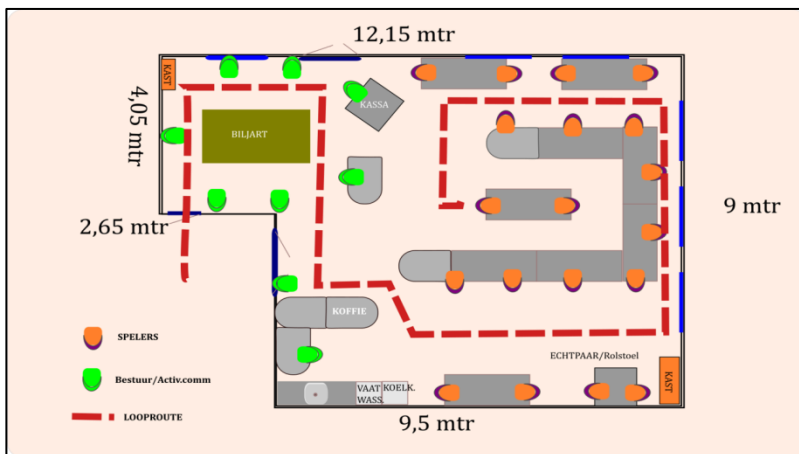 12,15 mtr
KAST
4,05 mtr
KASSA
BILJART
2,65 mtr
9 mtr
KOFFIE
SPELERS
ECHTPAAR/Rolstoel
Bestuur/Activ.comm
KAST
VAAT
WASS.
KOELK.
LOOPROUTE
9,5 mtr